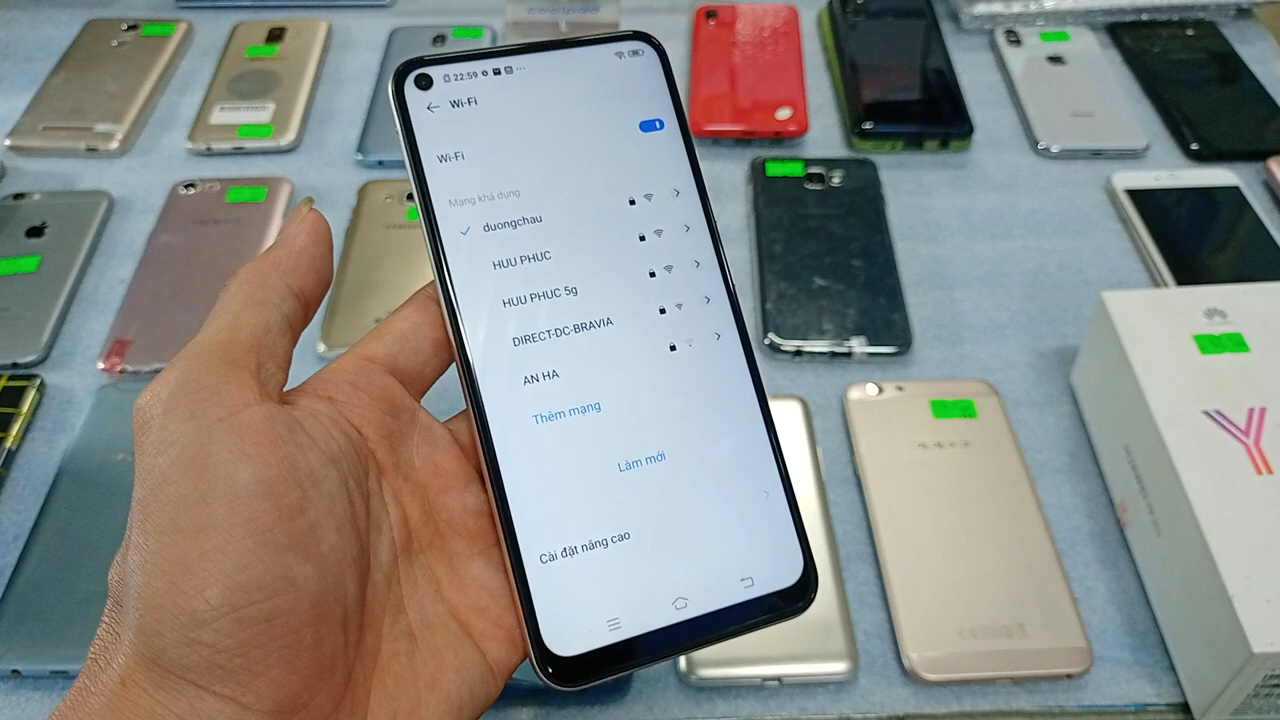 22:59
Wi-Fi
Wi-Fi
Mạng khả dụng
duongchau
HUU PHUC
HUU PHUC 5g
DIRECT-DC-BRAVIA
AN HA
Thêm mạng
Làm mới
Cài đặt nâng cao
Y